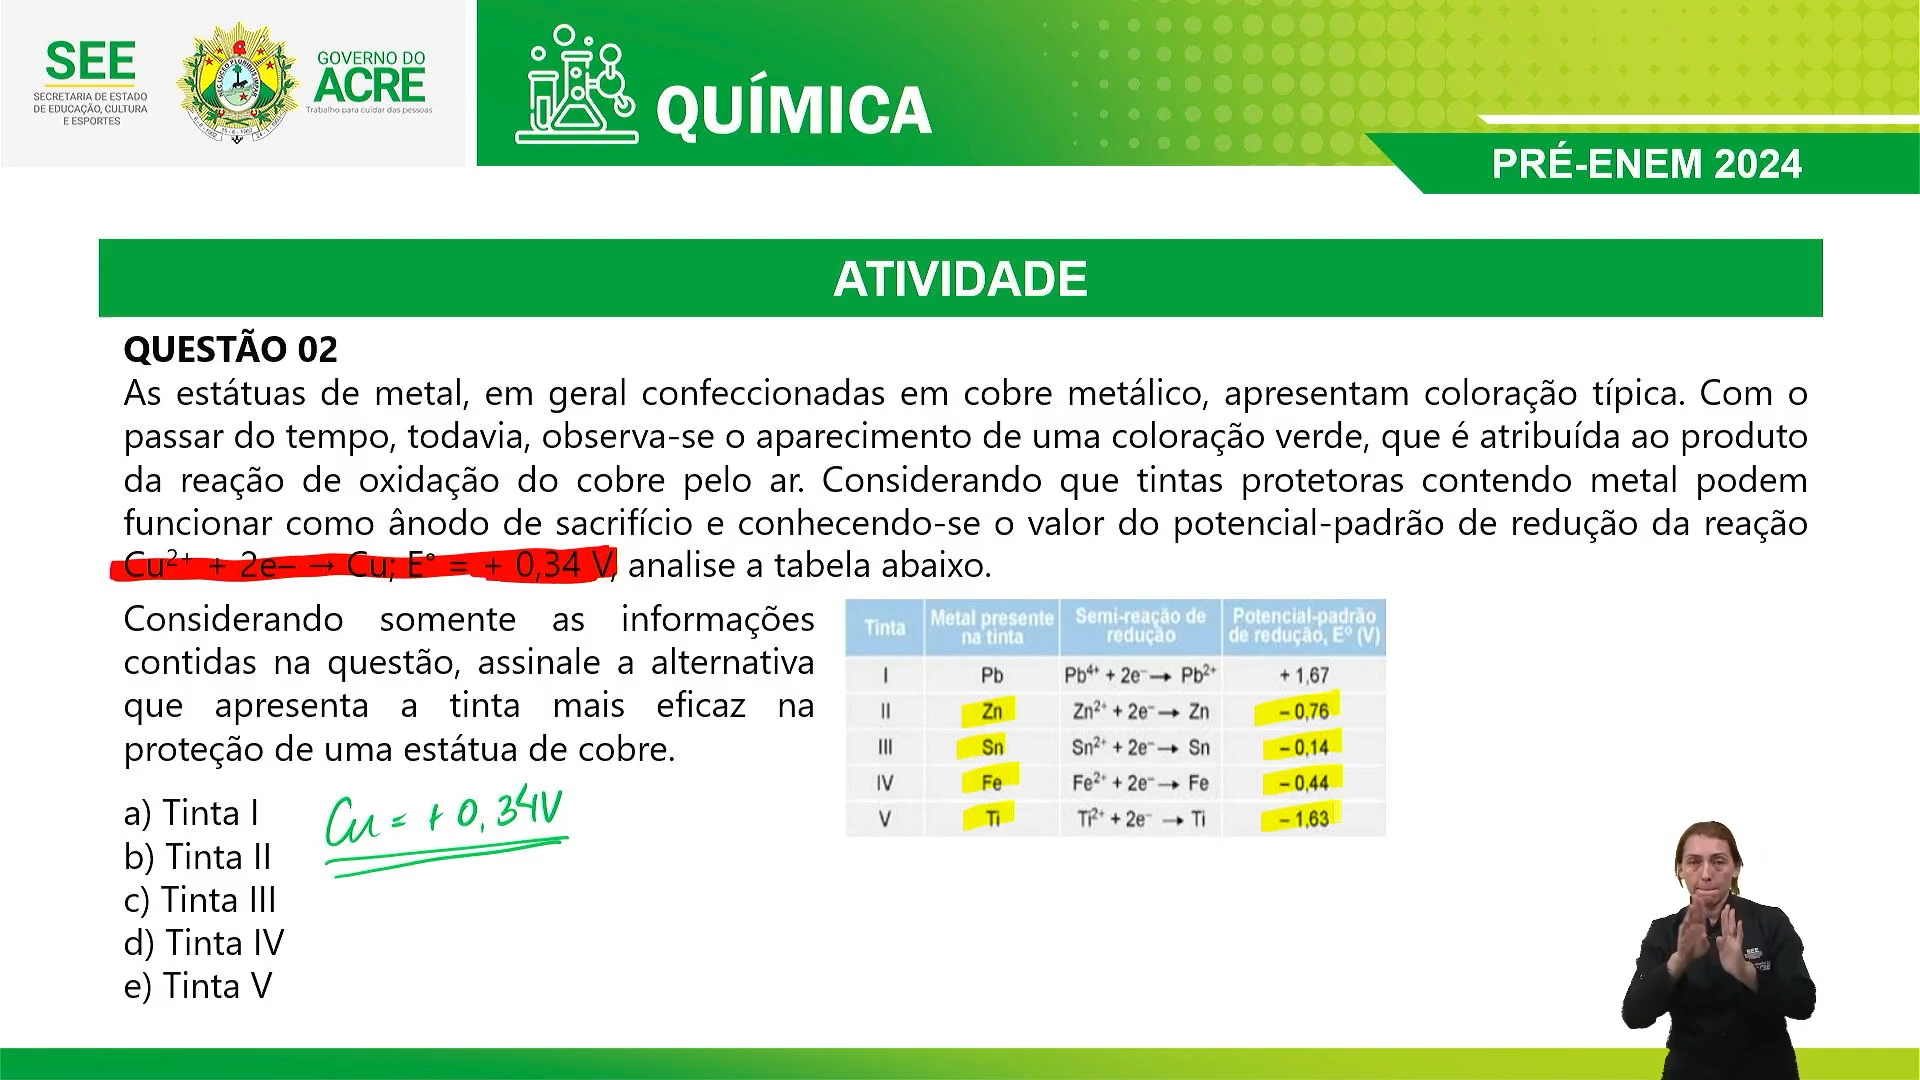 SEE
SECRETARIA DE ESTADO
DE EDUCAÇÃO, CULTURA
E ESPORTES
GOVERNO DO
ACRE
Trabalho para cuidar das pessoas
QUÍMICA
PRÉ-ENEM 2024
ATIVIDADE
QUESTÃO 02
As estátuas de metal, em geral confeccionadas em cobre metálico, apresentam coloração típica. Com o
passar do tempo, todavia, observa-se o aparecimento de uma coloração verde, que é atribuída ao produto
da reação de oxidação do cobre pelo ar. Considerando que tintas protetoras contendo metal podem
funcionar como ânodo de sacrifício e conhecendo-se o valor do potencial-padrão de redução da reação
Cu²⁺ + 2e– → Cu; E° = + 0,34 V, analise a tabela abaixo.
Considerando somente as informações
contidas na questão, assinale a alternativa
que apresenta a tinta mais eficaz na
proteção de uma estátua de cobre.
a) Tinta I
b) Tinta II
c) Tinta III
d) Tinta IV
e) Tinta V
Cu = + 0,34V
Tinta Metal presente na tinta Semi-reação de redução Potencial-padrão de redução, Eº (V)
I Pb Pb⁴⁺ + 2e⁻ → Pb²⁺ + 1,67
II Zn Zn²⁺ + 2e⁻ → Zn – 0,76
III Sn Sn²⁺ + 2e⁻ → Sn – 0,14
IV Fe Fe²⁺ + 2e⁻ → Fe – 0,44
V Ti Ti²⁺ + 2e⁻ → Ti – 1,63